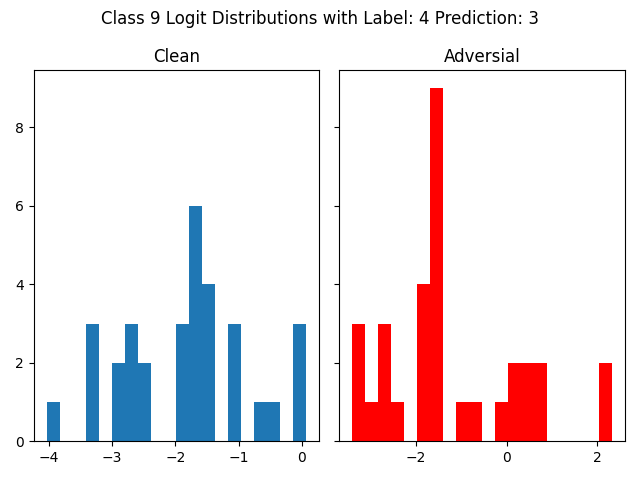 Class 9 Logit Distributions with Label: 4 Prediction: 3
Clean
Adversial
8
6
4
2
0
−4 −3 −2 −1 0
−2 0 2